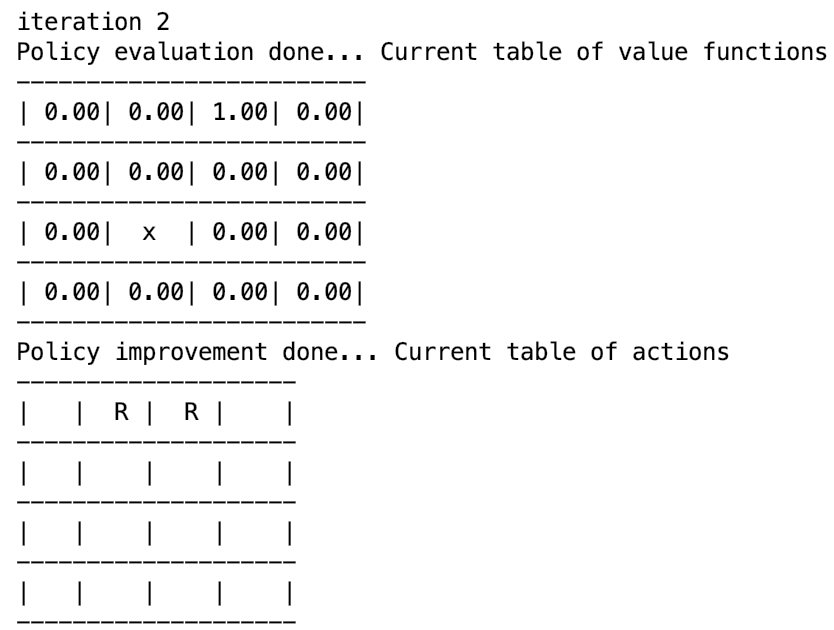 iteration 2
Policy evaluation done... Current table of value functions
-------------------------
| 0.00| 0.00| 1.00| 0.00|
-------------------------
| 0.00| 0.00| 0.00| 0.00|
-------------------------
| 0.00|  x  | 0.00| 0.00|
-------------------------
| 0.00| 0.00| 0.00| 0.00|
-------------------------
Policy improvement done... Current table of actions
--------------------
|   |  R |  R |    |
--------------------
|   |    |    |    |
--------------------
|   |    |    |    |
--------------------
|   |    |    |    |
--------------------